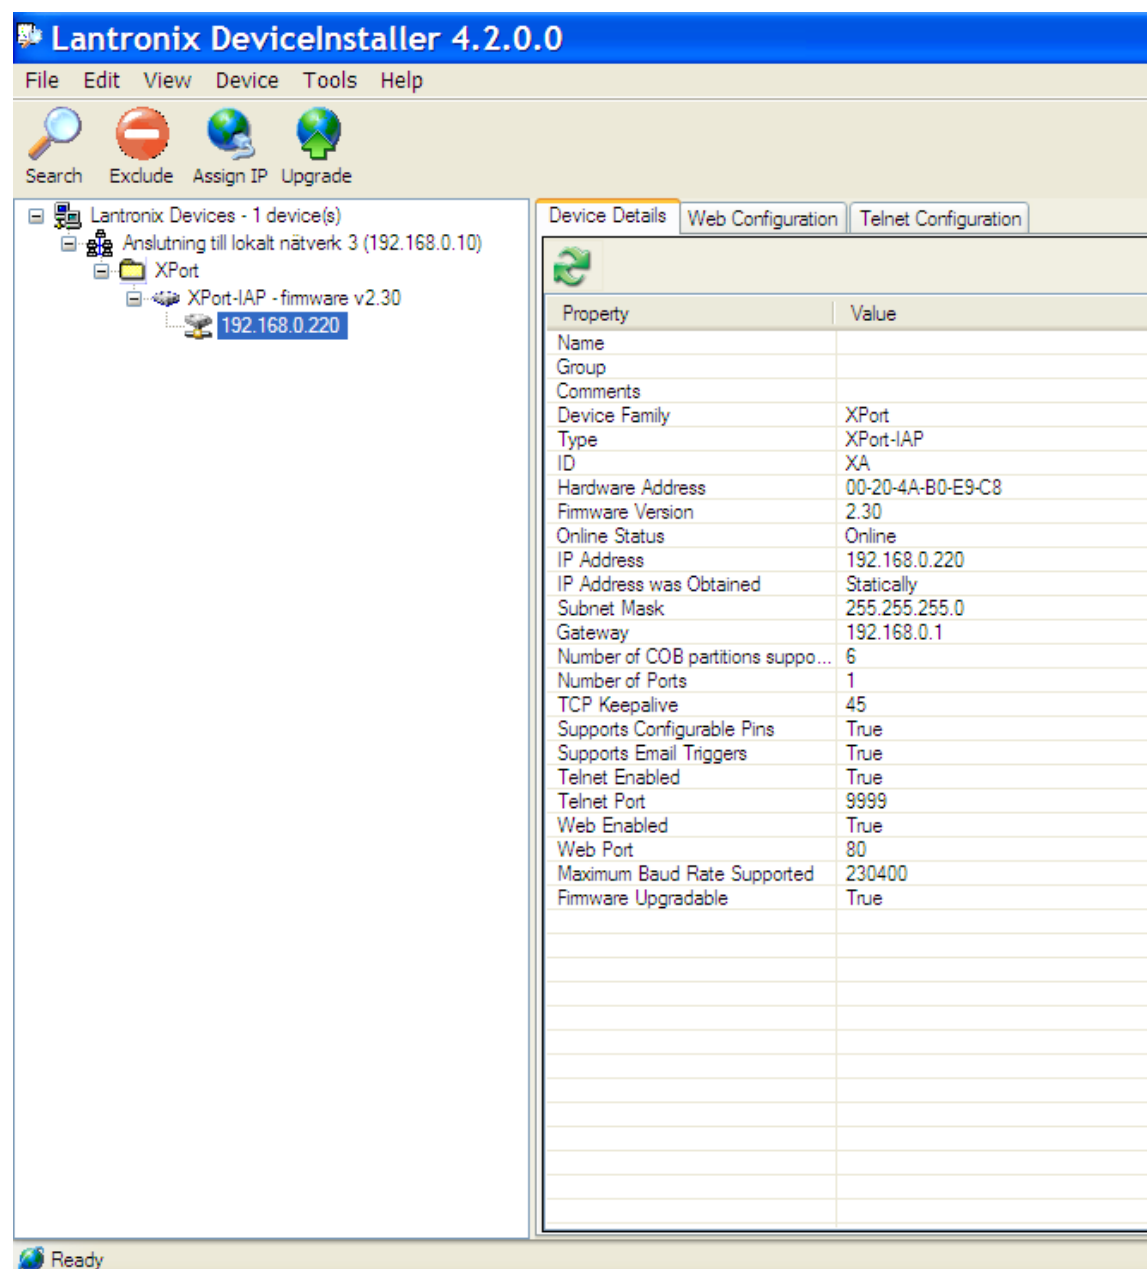 Lantronix DeviceInstaller 4.2.0.0
File Edit View Device Tools Help
Search Exclude Assign IP Upgrade
Lantronix Devices - 1 device(s)
Anslutning till lokalt nätverk 3 (192.168.0.10)
XPort
XPort-IAP - firmware v2.30
192.168.0.220
Device Details Web Configuration Telnet Configuration
Property Value
Name
Group
Comments
Device Family XPort
Type XPort-IAP
ID XA
Hardware Address 00-20-4A-B0-E9-C8
Firmware Version 2.30
Online Status Online
IP Address 192.168.0.220
IP Address was Obtained Statically
Subnet Mask 255.255.255.0
Gateway 192.168.0.1
Number of COB partitions suppo... 6
Number of Ports 1
TCP Keepalive 45
Supports Configurable Pins True
Supports Email Triggers True
Telnet Enabled True
Telnet Port 9999
Web Enabled True
Web Port 80
Maximum Baud Rate Supported 230400
Firmware Upgradable True
Ready